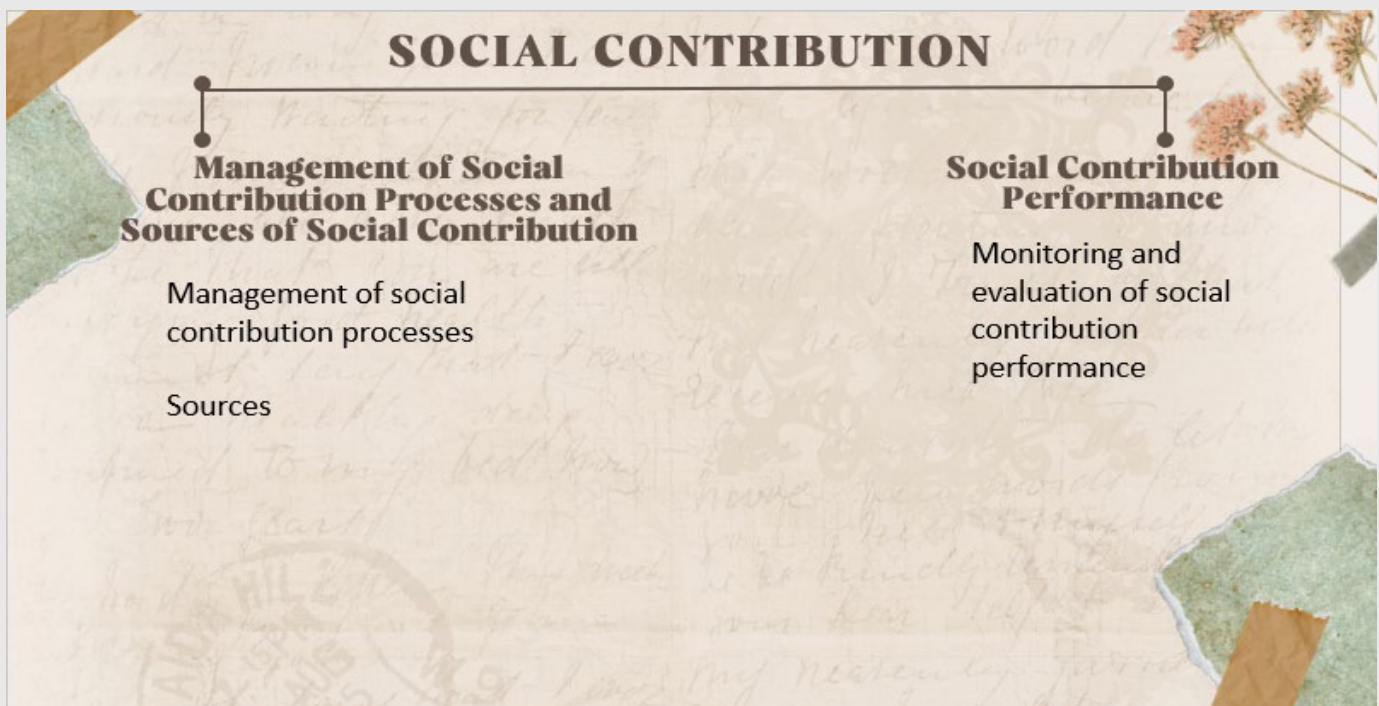 SOCIAL CONTRIBUTION
Management of Social
Contribution Processes and
Sources of Social Contribution
Management of social
contribution processes
Sources
Social Contribution
Performance
Monitoring and
evaluation of social
contribution
performance